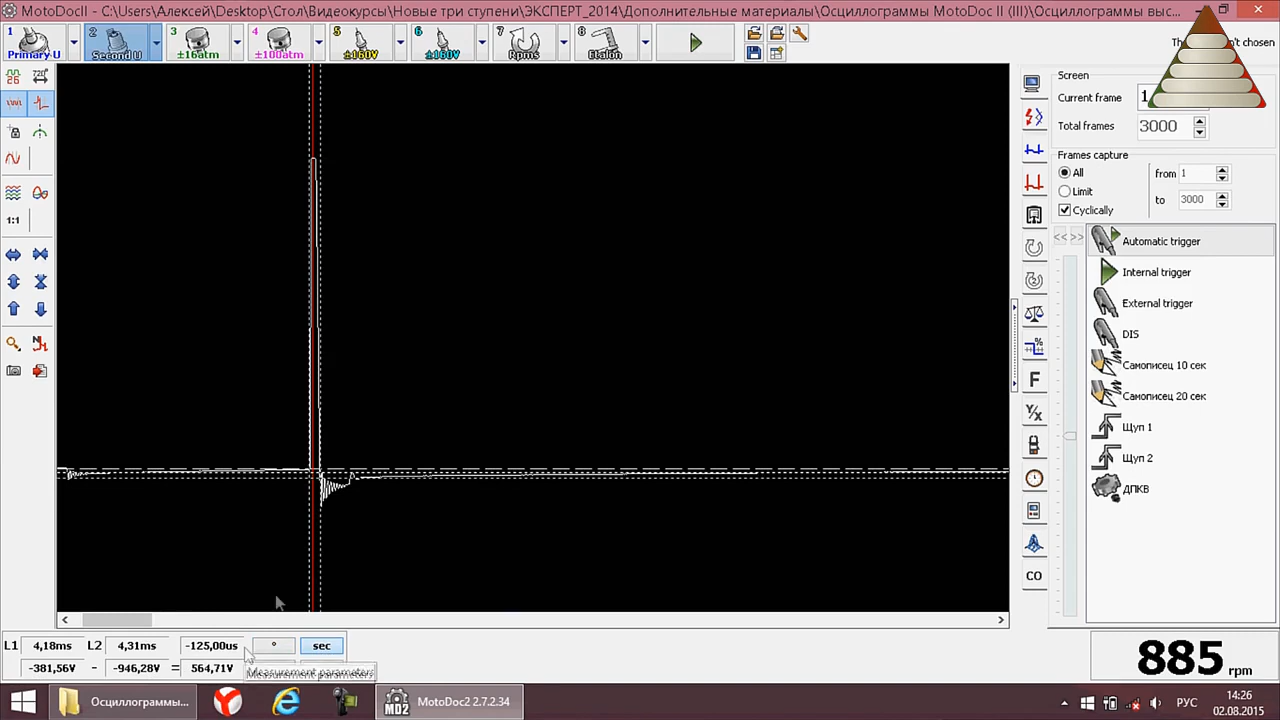 MotoDocII - C:\Users\Алексей\Desktop\Стол\Видеокурсы\Новые три ступени\ЭКСПЕРТ_2014\Дополнительные материалы\Осциллограммы MotoDoc II (III)\Осциллограммы выс...
1 Primary U
2 Second U
3 ±16atm
4 ±100atm
5 ±160V
6 ±160V
7 Rpms
8 Etalon
't chosen
Screen
Current frame 1
Total frames 3000
Frames capture
All from 1
Limit to 3000
Cyclically
<< >>
Automatic trigger
Internal trigger
External trigger
DIS
Самописец 10 сек
Самописец 20 сек
Щуп 1
Щуп 2
ДПКВ
720°
1:1
%
F
Y/X
CO
L1 4,18ms L2 4,31ms -125,00us ° sec
-381,56V - -946,28V = 564,71V
Measurement parameters
885 rpm
Осциллограммы...
MD2
MotoDoc2 2.7.2.34
РУС
14:26
02.08.2015